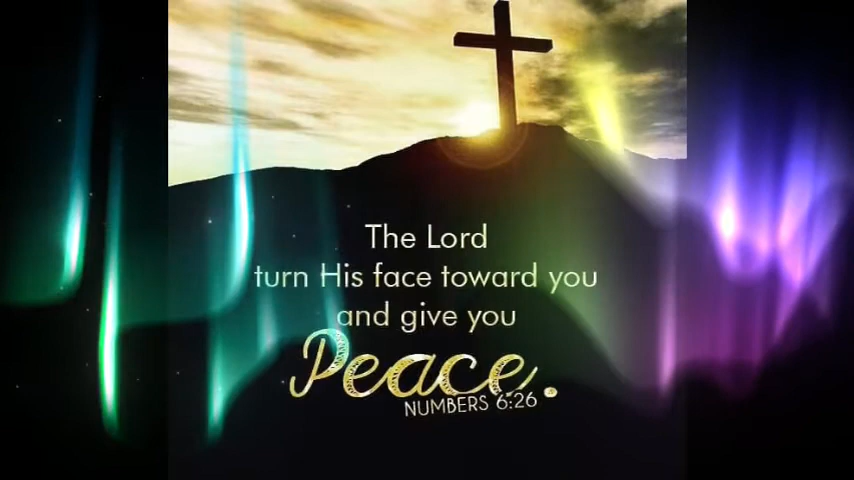 The Lord
turn His face toward you
and give you
Peace.
NUMBERS 6:26